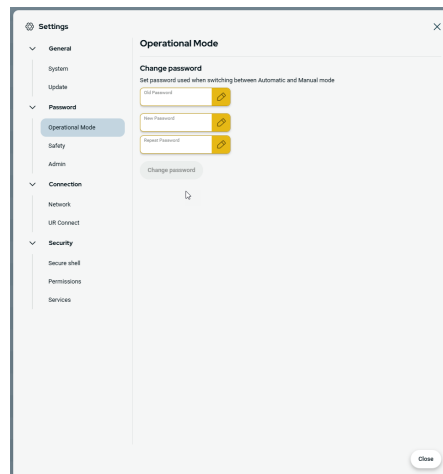 Settings
General
System
Update
Password
Operational Mode
Safety
Admin
Connection
Network
UR Connect
Security
Secure shell
Permissions
Services
Operational Mode
Change password
Set password used when switching between Automatic and Manual mode
Old Password
New Password
Repeat Password
Change password
Close